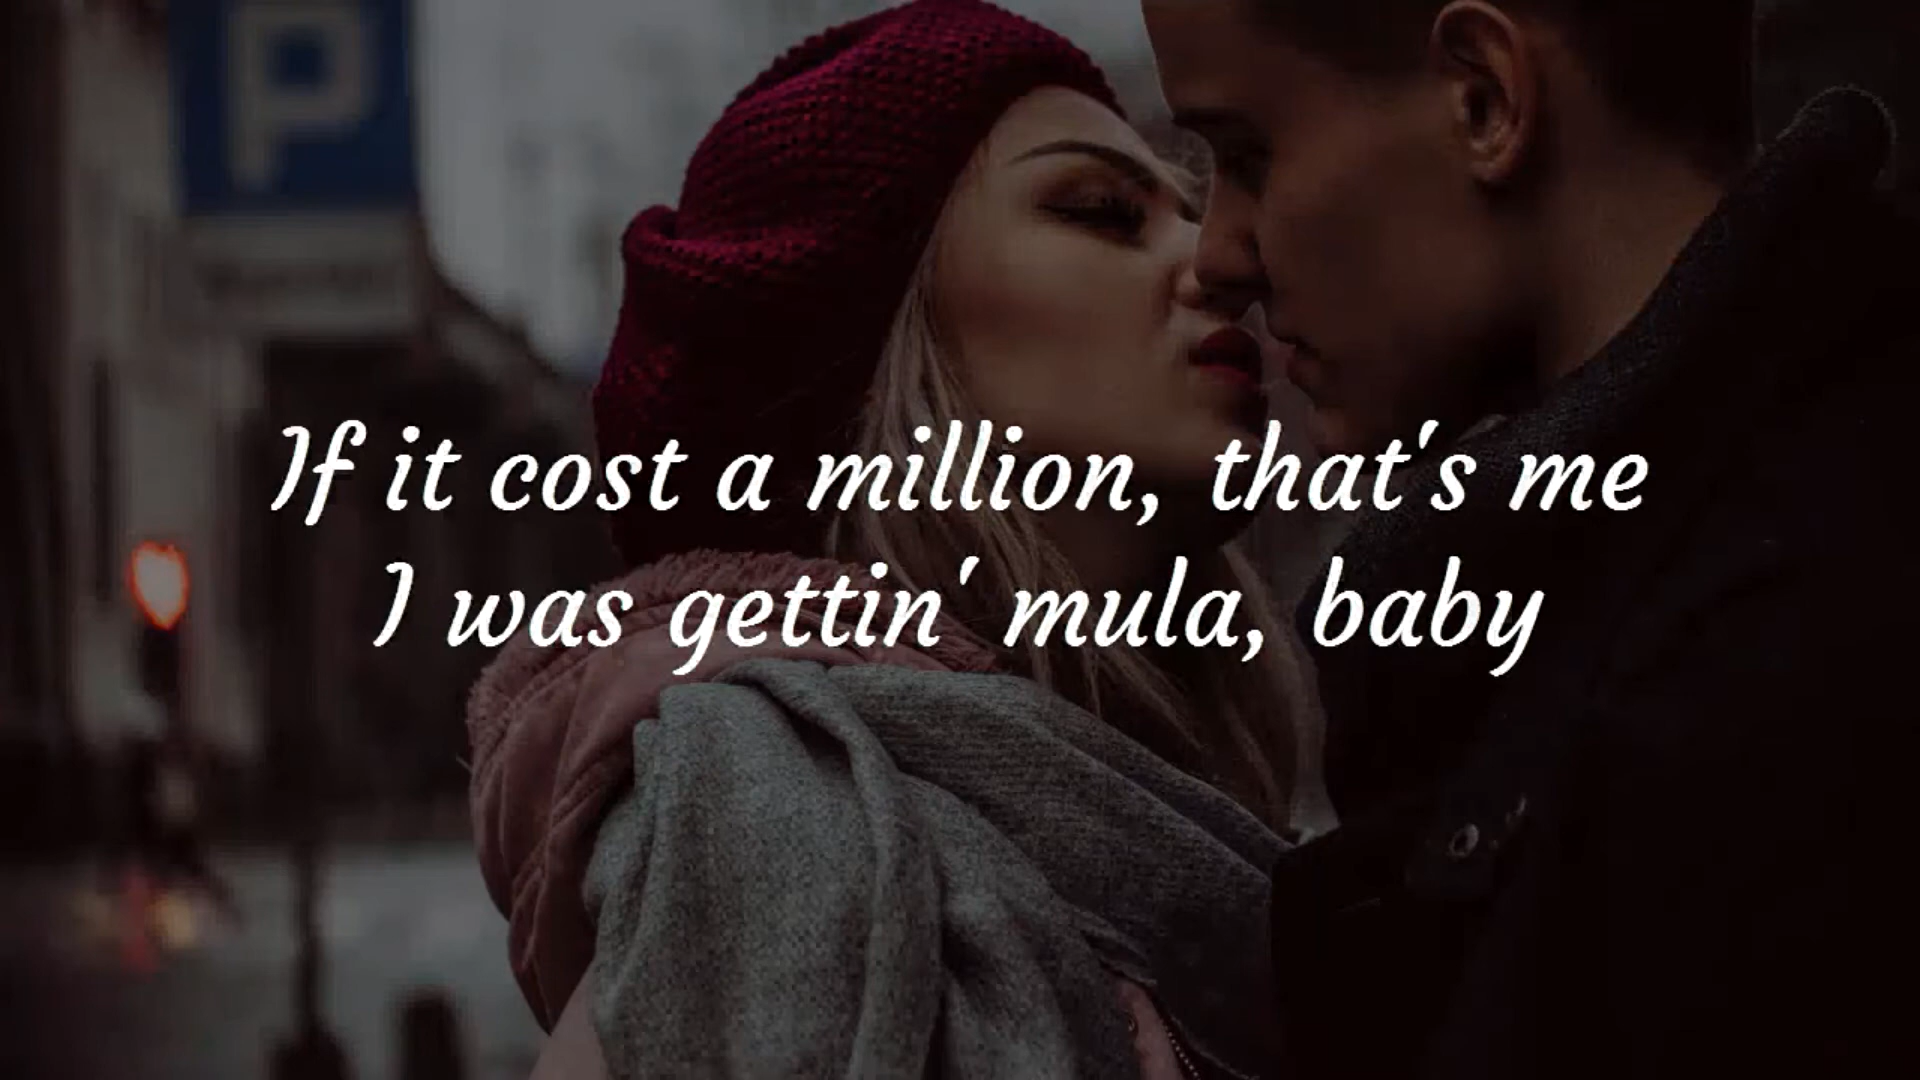 P
If it cost a million, that's me
I was gettin' mula, baby